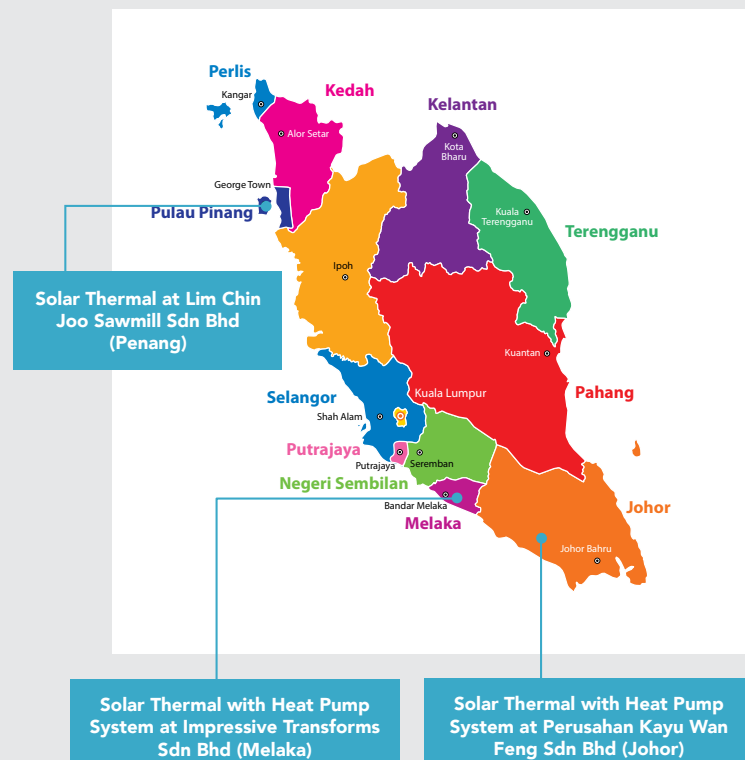 Perlis
Kangar
Kedah
Alor Setar
Kelantan
Kota
Bharu
George Town
Pulau Pinang
Kuala
Terengganu
Terengganu
Ipoh
Solar Thermal at Lim Chin
Joo Sawmill Sdn Bhd
(Penang)
Kuantan
Pahang
Selangor
Kuala Lumpur
Shah Alam
Putrajaya
Putrajaya
Seremban
Negeri Sembilan
Bandar Melaka
Melaka
Johor
Johor Bahru
Solar Thermal with Heat Pump
System at Impressive Transforms
Sdn Bhd (Melaka)
Solar Thermal with Heat Pump
System at Perusahan Kayu Wan
Feng Sdn Bhd (Johor)